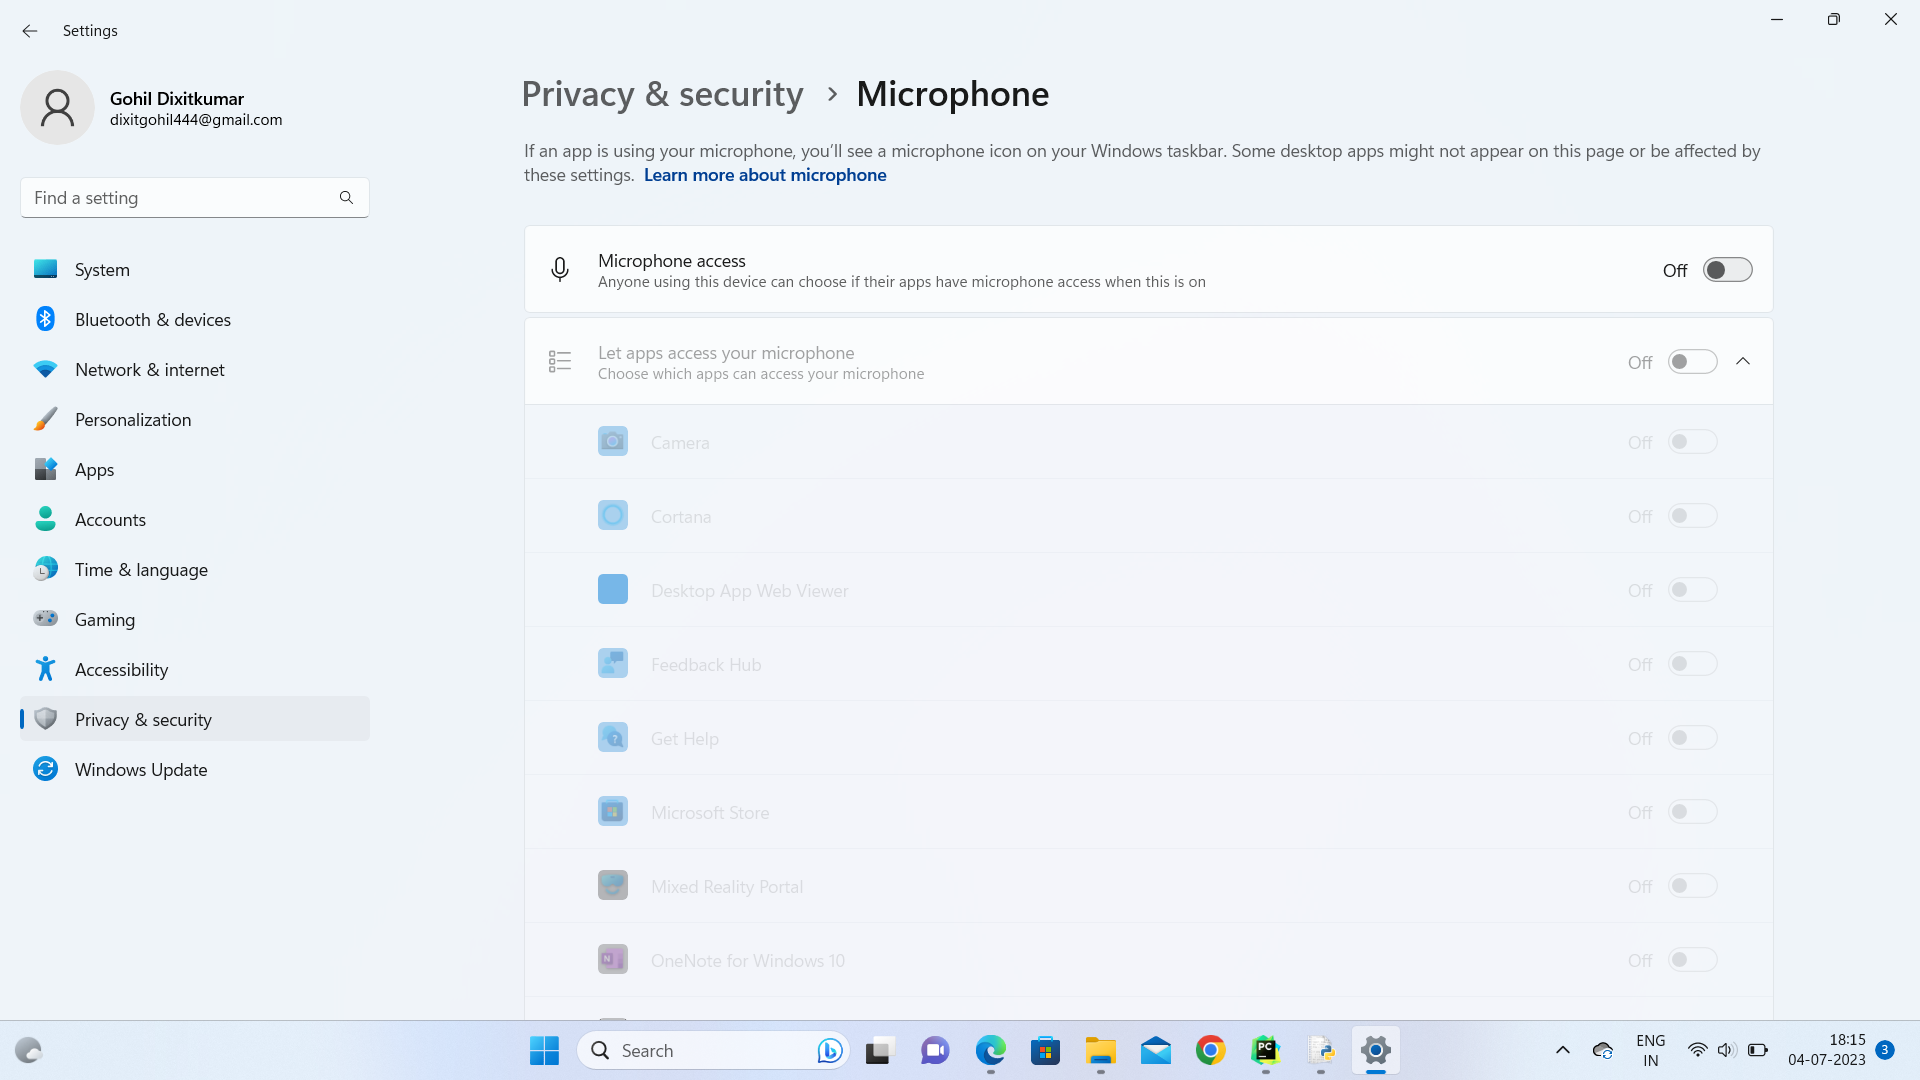 Settings
Gohil Dixitkumar
dixitgohil444@gmail.com
Find a setting
System
Bluetooth & devices
Network & internet
Personalization
Apps
Accounts
Time & language
Gaming
Accessibility
Privacy & security
Windows Update
Privacy & security > Microphone
If an app is using your microphone, you’ll see a microphone icon on your Windows taskbar. Some desktop apps might not appear on this page or be affected by
these settings. Learn more about microphone
Microphone access
Anyone using this device can choose if their apps have microphone access when this is on
Off
Let apps access your microphone
Choose which apps can access your microphone
Off
Camera Off
Cortana Off
Desktop App Web Viewer Off
Feedback Hub Off
Get Help Off
Microsoft Store Off
Mixed Reality Portal Off
OneNote for Windows 10 Off
Search
PC
ENG
IN
18:15
04-07-2023
3